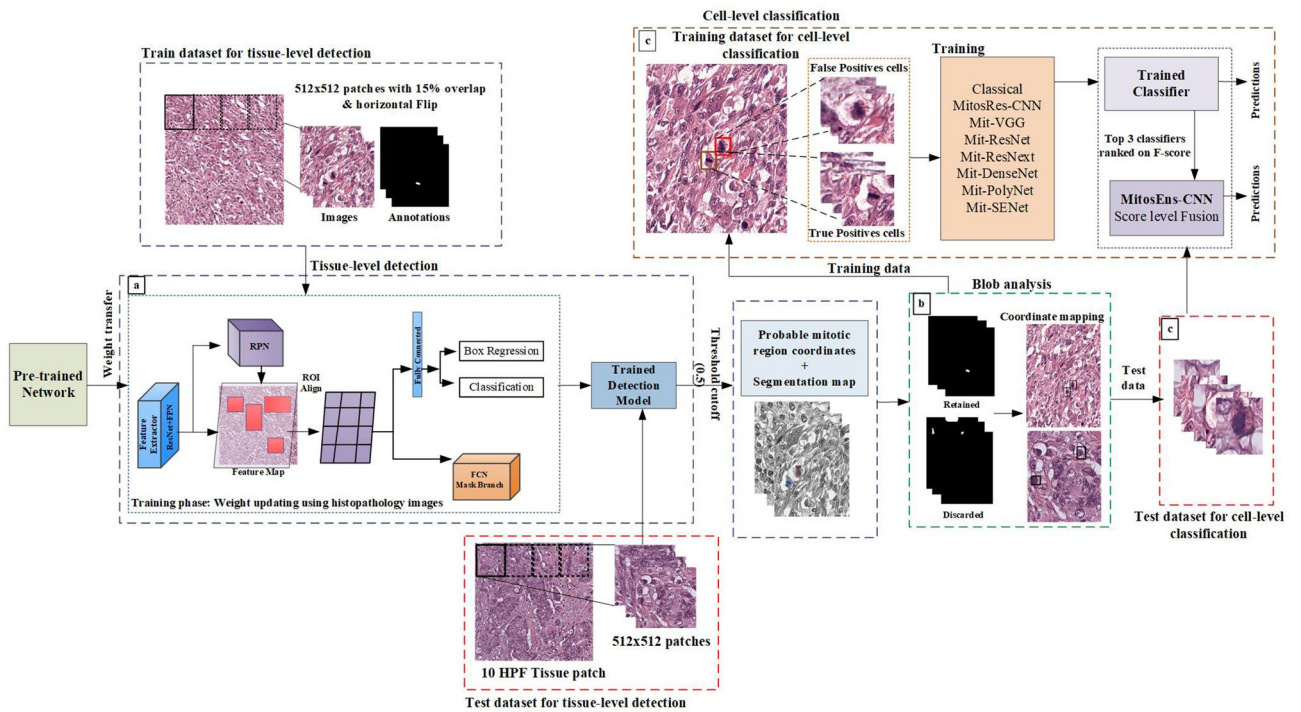 Train dataset for tissue-level detection
512x512 patches with 15% overlap
& horizontal Flip
Images
Annotations
Cell-level classification
c
Training dataset for cell-level
classification
False Positives cells
True Positives cells
Training
Classical
MitosRes-CNN
Mit-VGG
Mit-ResNet
Mit-ResNext
Mit-DenseNet
Mit-PolyNet
Mit-SENet
Trained
Classifier
Predictions
Top 3 classifiers
ranked on F-score
MitosEns-CNN
Score level Fusion
Predictions
Pre-trained
Network
Weight transfer
Tissue-level detection
a
Feature
Extractor
ResNet+FPN
RPN
Feature Map
ROI
Align
Fully Connected
Box Regression
Classification
FCN
Mask Branch
Training phase: Weight updating using histopathology images
Trained
Detection
Model
Threshold cutoff
(0.5)
Probable mitotic
region coordinates
+
Segmentation map
Training data
Blob analysis
b
Retained
Discarded
Coordinate mapping
Test
data
c
Test dataset for cell-level
classification
10 HPF Tissue patch
512x512 patches
Test dataset for tissue-level detection